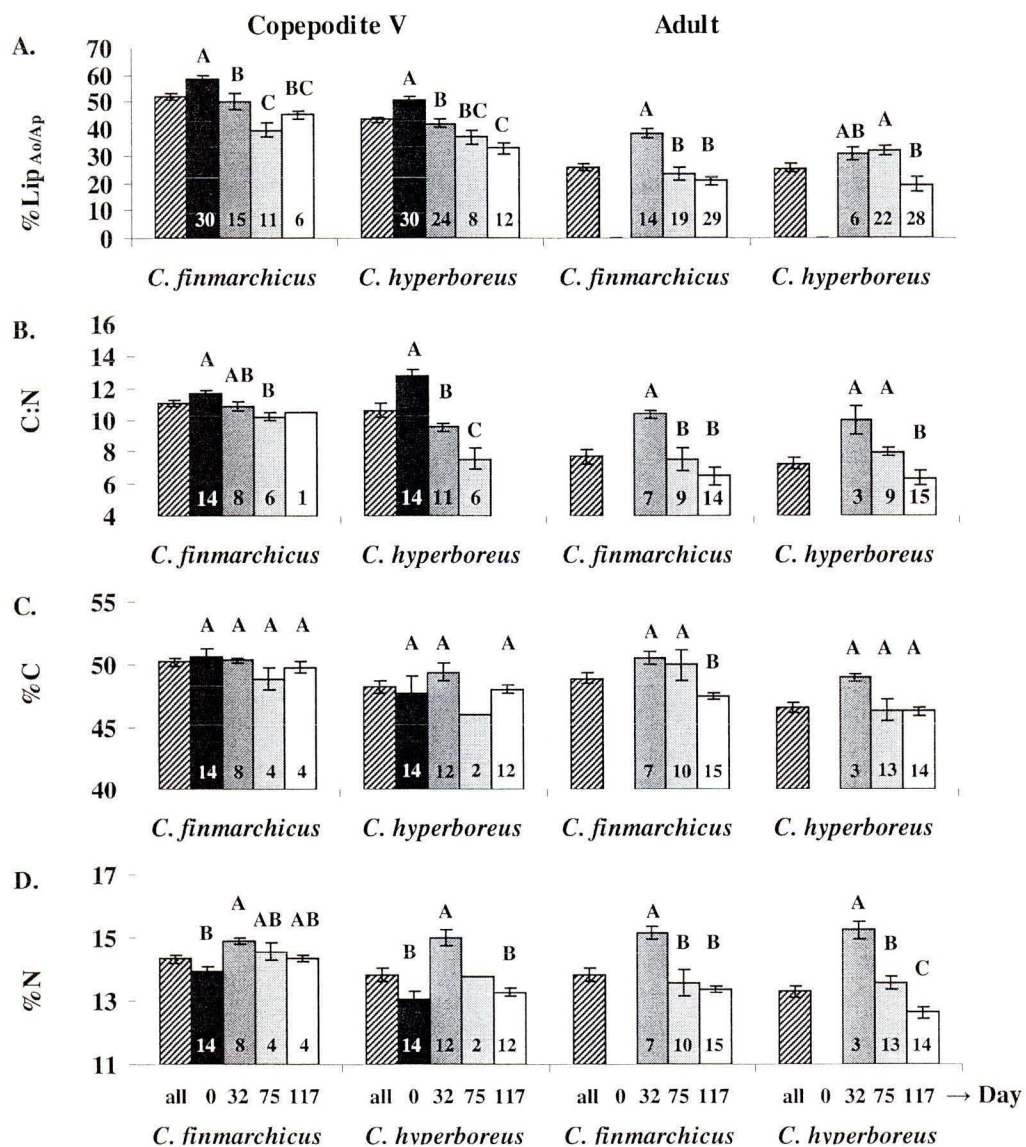 Copepodite V Adult
A.
%Lip Ao/Ap
70
60
50
40
30
20
10
0
A B C BC
A B BC C
A B B
AB A B
30 15 11 6
30 24 8 12
14 19 29
6 22 28
C. finmarchicus C. hyperboreus C. finmarchicus C. hyperboreus
B.
C:N
16
14
12
10
8
6
4
A AB B
A B C
A B B
A A B
14 8 6 1
14 11 6
7 9 14
3 9 15
C. finmarchicus C. hyperboreus C. finmarchicus C. hyperboreus
C.
%C
55
50
45
40
A A A A
A A A
A A B
A A A
14 8 4 4
14 12 2 12
7 10 15
3 13 14
C. finmarchicus C. hyperboreus C. finmarchicus C. hyperboreus
D.
%N
17
15
13
11
B A AB AB
B A B
A B B
A B C
14 8 4 4
14 12 2 12
7 10 15
3 13 14
all 0 32 75 117 all 0 32 75 117 all 0 32 75 117 all 0 32 75 117 → Day
C. finmarchicus C. hyperboreus C. finmarchicus C. hyperboreus